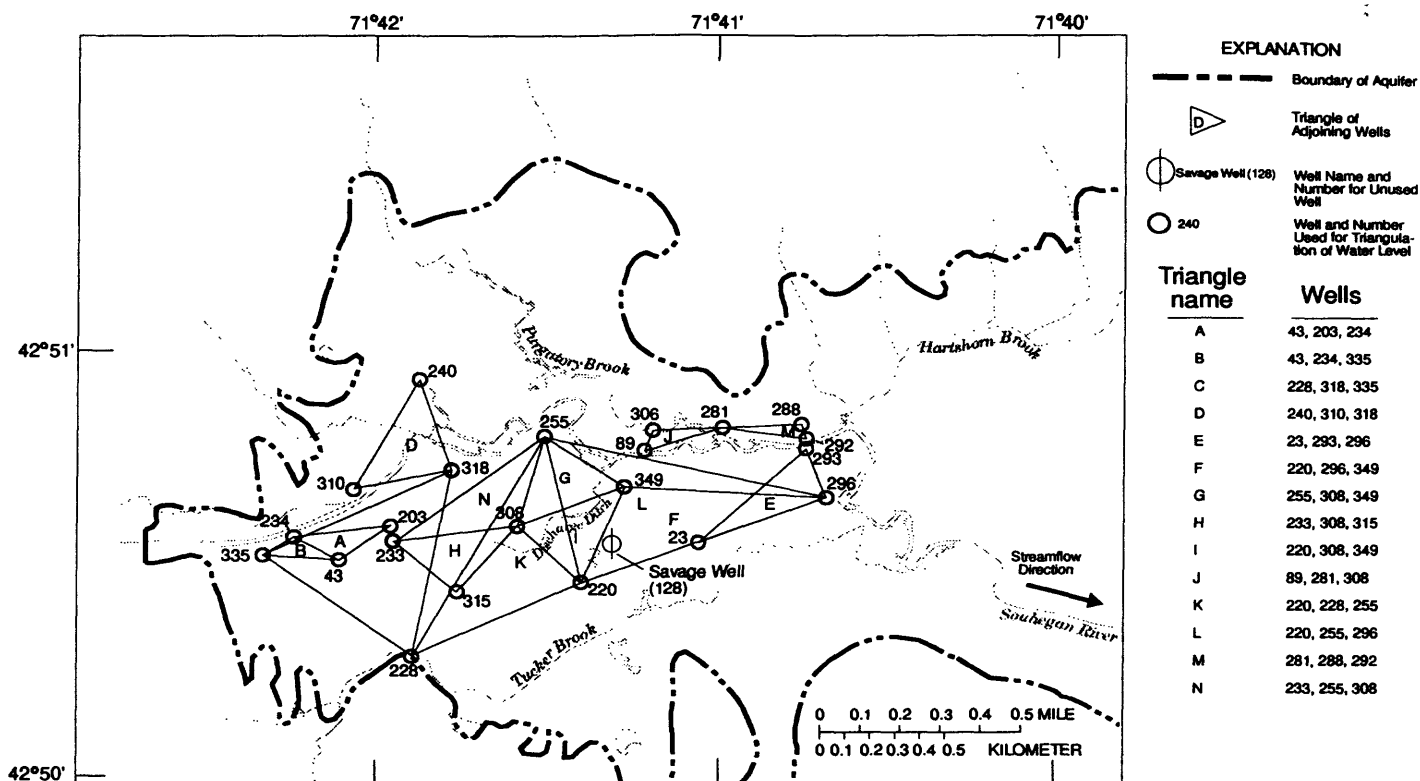 71°42'
71°41'
71°40'
42°51'
42°50'
Purgatory Brook
Hartshorn Brook
240
255
306
281
288
D
J
M
89
292
293
318
310
G
349
296
N
L
E
234
203
308
F
B
A
233
H
K
Discharge Ditch
23
335
43
315
220
Savage Well
(128)
228
Tucker Brook
Streamflow
Direction
Souhegan River
0 0.1 0.2 0.3 0.4 0.5 MILE
0 0.1 0.2 0.3 0.4 0.5 KILOMETER
EXPLANATION
Boundary of Aquifer
D
Triangle of
Adjoining Wells
Savage Well (128)
Well Name and
Number for Unused
Well
240
Well and Number
Used for Triangula-
tion of Water Level
Triangle
name
Wells
A 43, 203, 234
B 43, 234, 335
C 228, 318, 335
D 240, 310, 318
E 23, 293, 296
F 220, 296, 349
G 255, 308, 349
H 233, 308, 315
I 220, 308, 349
J 89, 281, 308
K 220, 228, 255
L 220, 255, 296
M 281, 288, 292
N 233, 255, 308